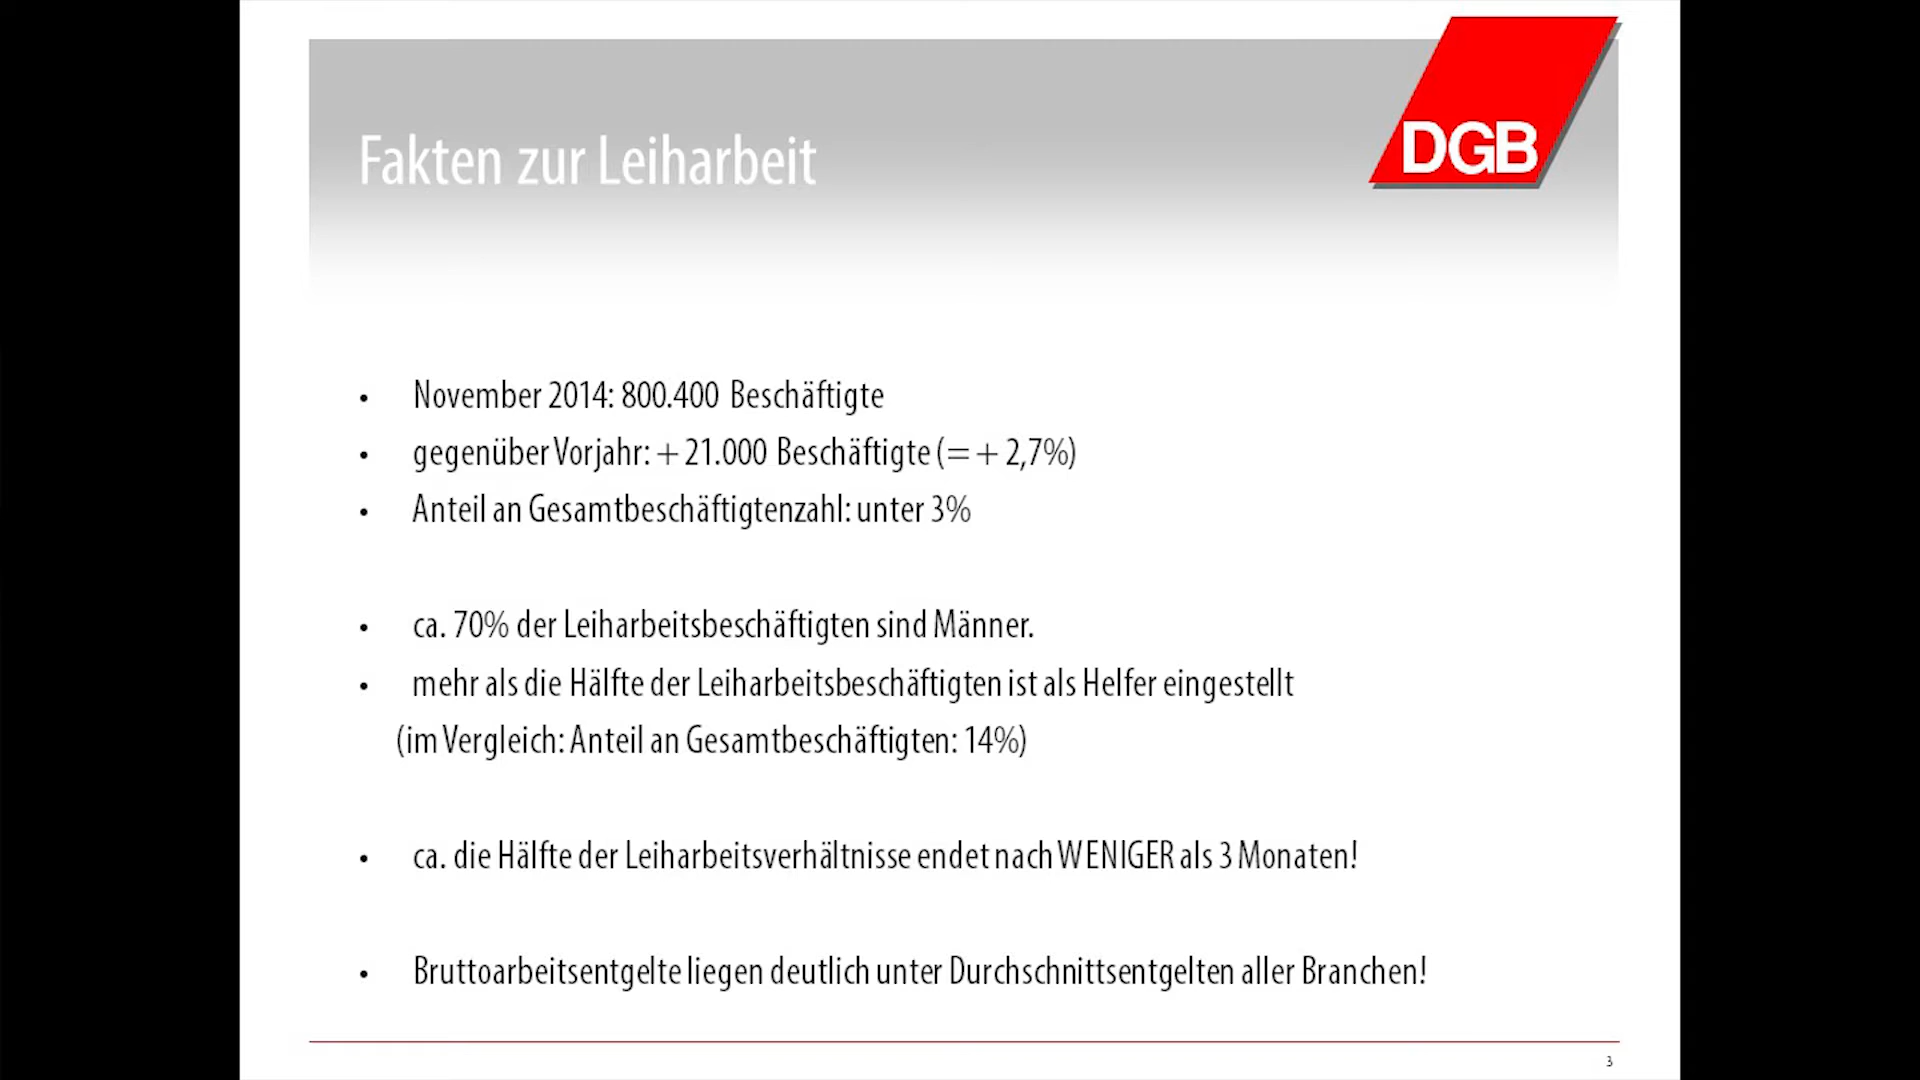 DGB
Fakten zur Leiharbeit
• November 2014: 800.400 Beschäftigte
• gegenüber Vorjahr: + 21.000 Beschäftigte (= + 2,7%)
• Anteil an Gesamtbeschäftigtenzahl: unter 3%
• ca. 70% der Leiharbeitsbeschäftigten sind Männer.
• mehr als die Hälfte der Leiharbeitsbeschäftigten ist als Helfer eingestellt
(im Vergleich: Anteil an Gesamtbeschäftigten: 14%)
• ca. die Hälfte der Leiharbeitsverhältnisse endet nach WENIGER als 3 Monaten!
• Bruttoarbeitsentgelte liegen deutlich unter Durchschnittsentgelten aller Branchen!
3